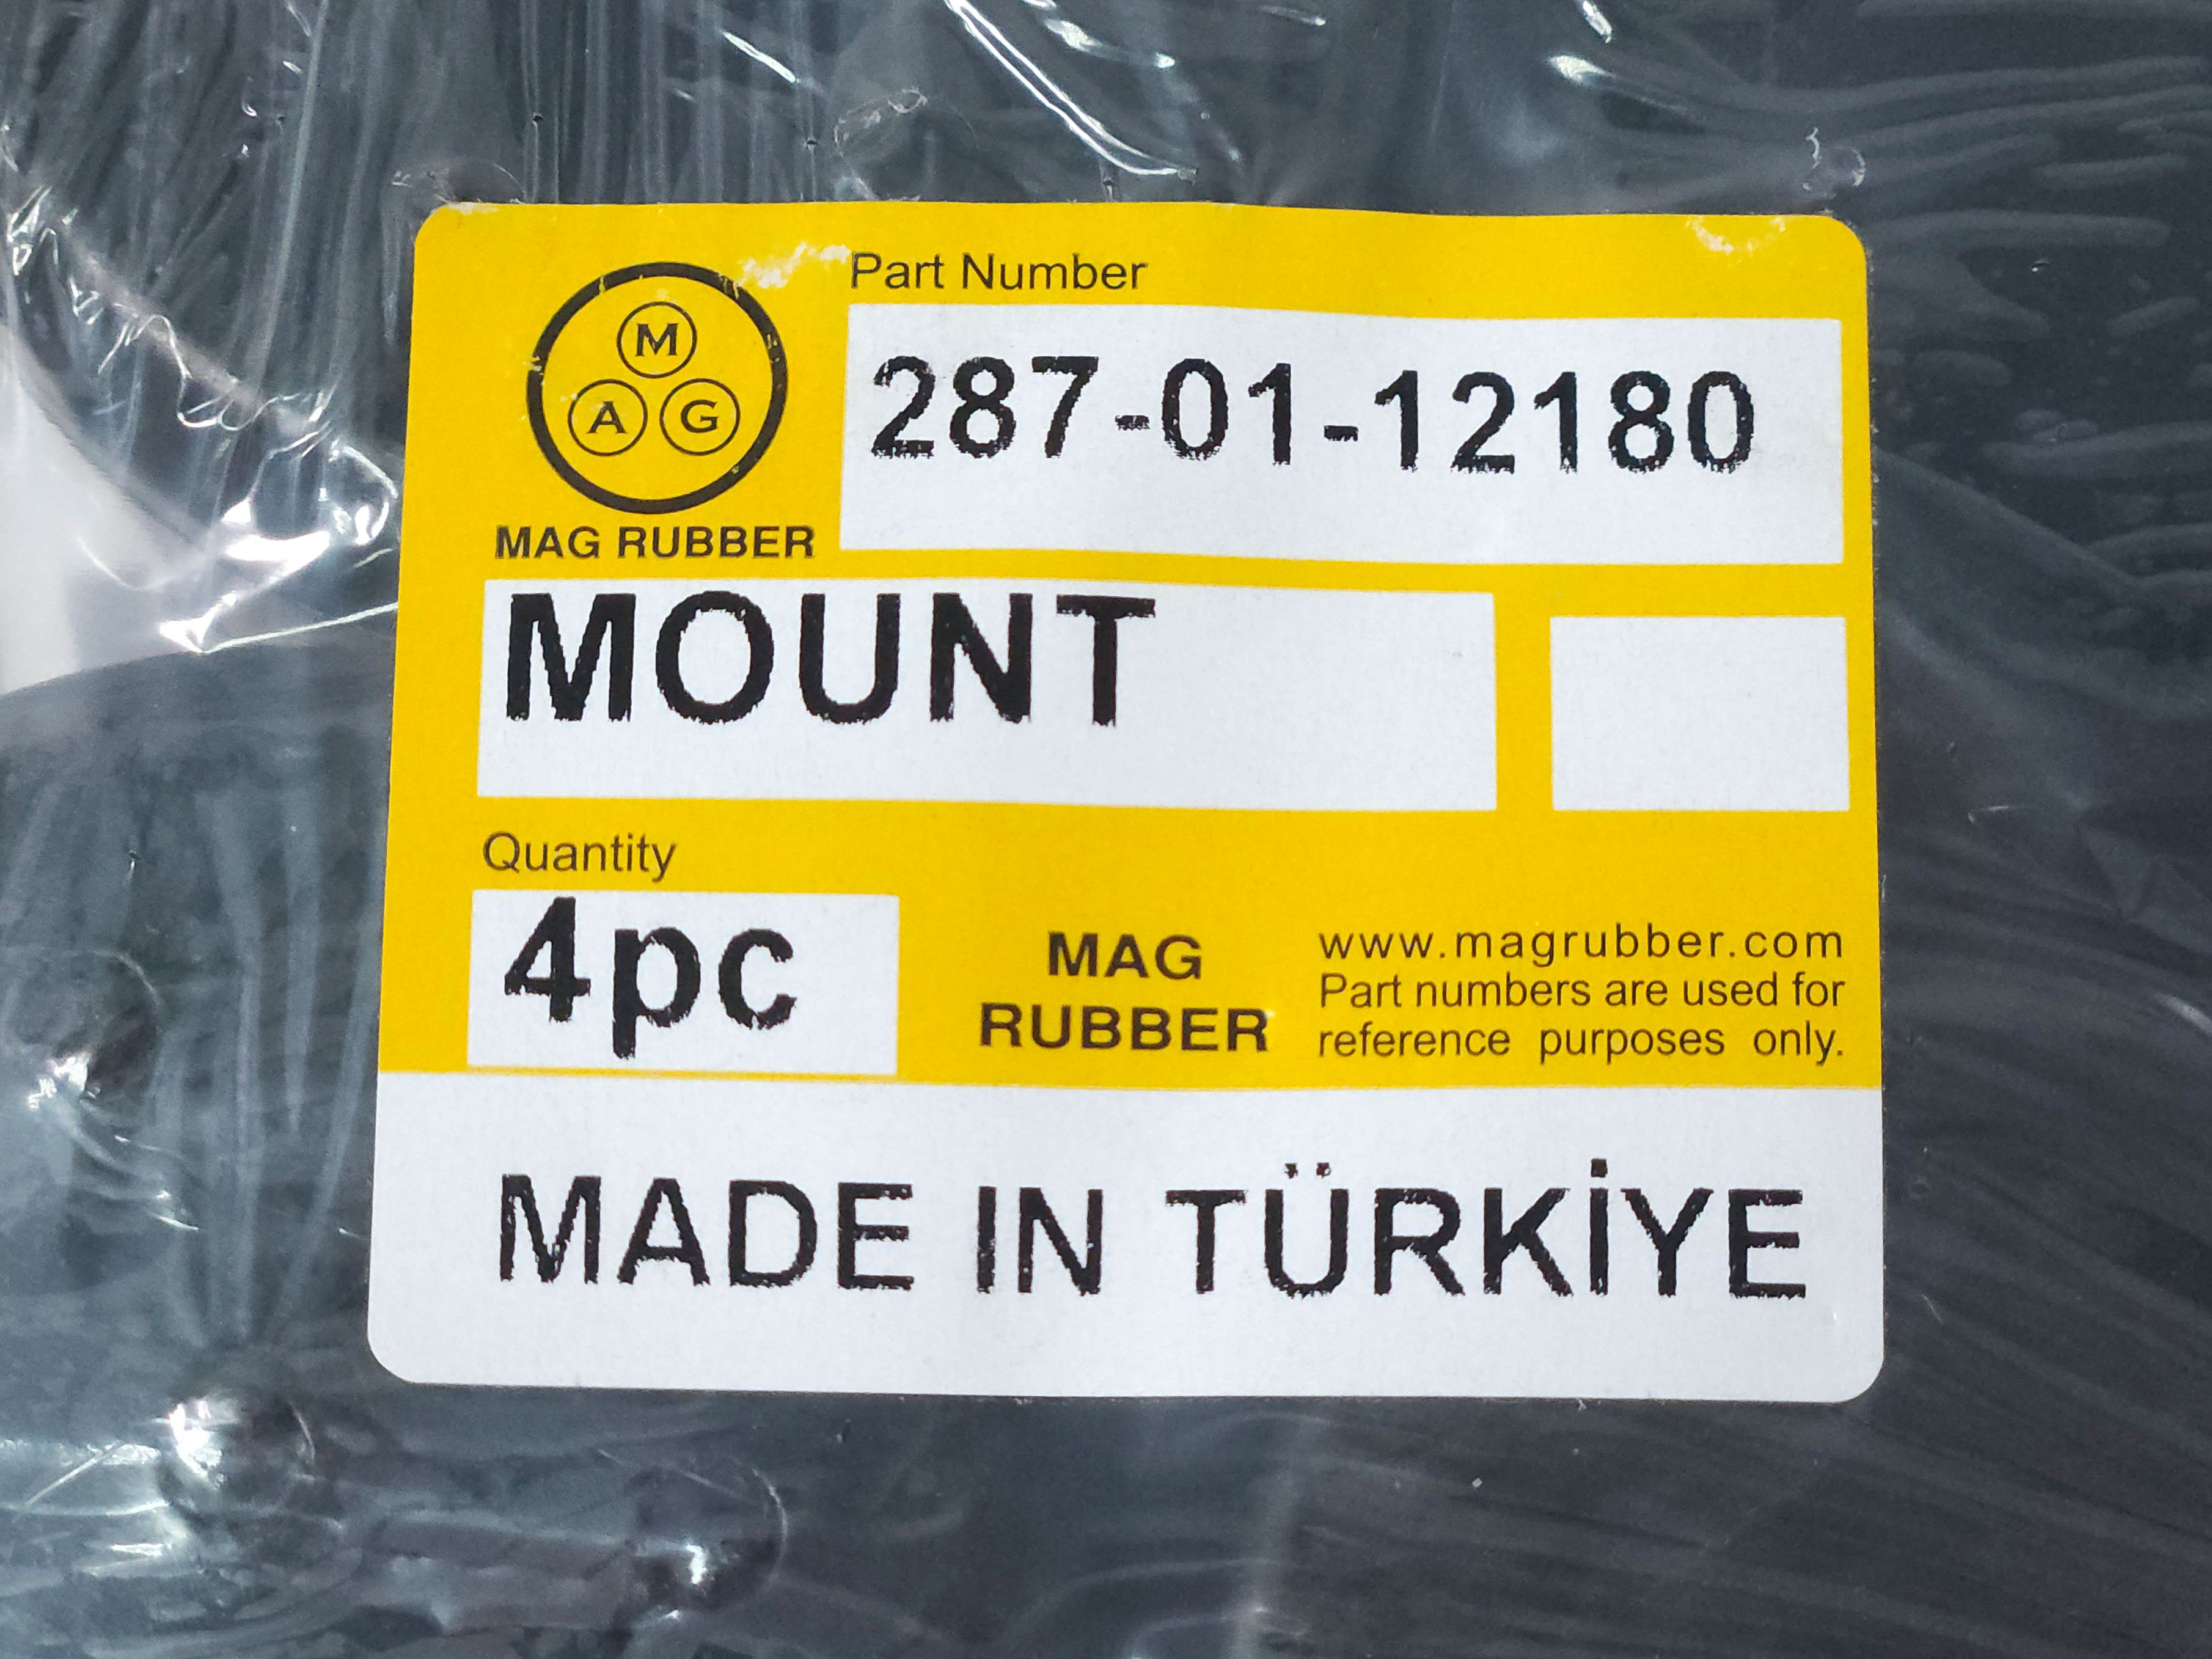 Part Number
M
A G
MAG RUBBER
287-01-12180
MOUNT
Quantity
4pc
MAG
RUBBER
www.magrubber.com
Part numbers are used for
reference purposes only.
MADE IN TÜRKİYE